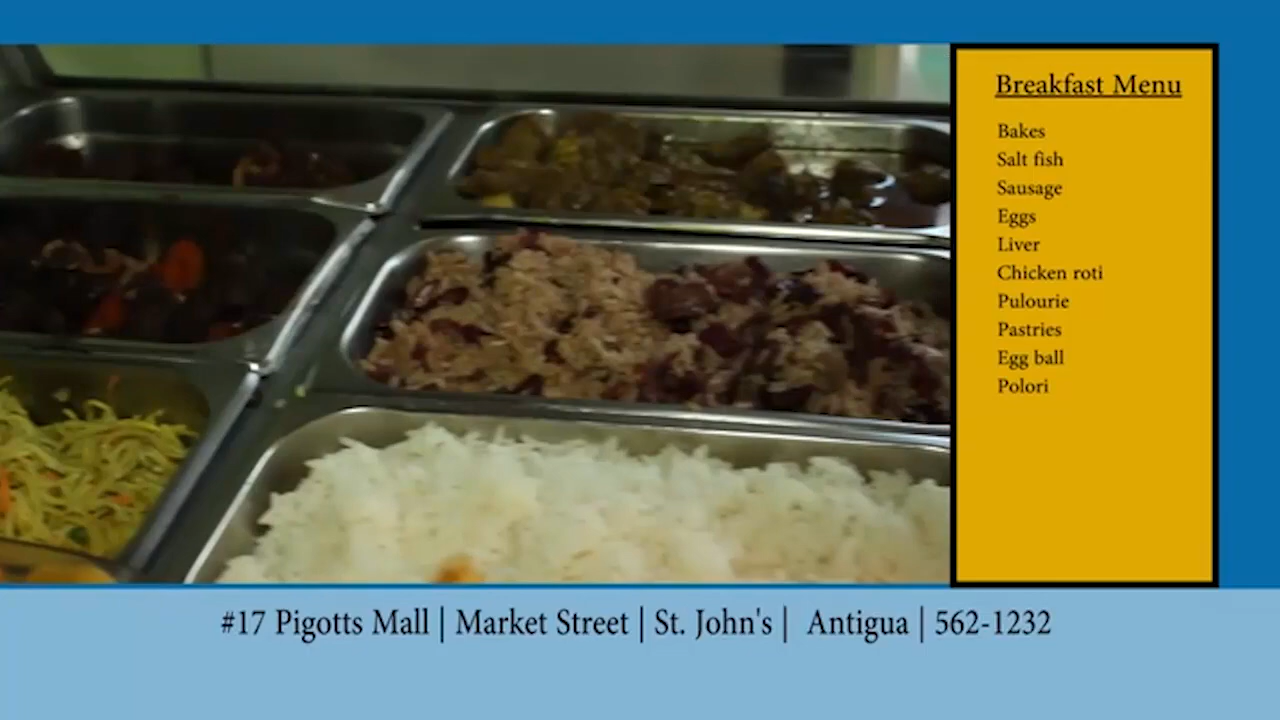 Breakfast Menu
Bakes
Salt fish
Sausage
Eggs
Liver
Chicken roti
Pulourie
Pastries
Egg ball
Polori
#17 Pigotts Mall | Market Street | St. John's | Antigua | 562-1232